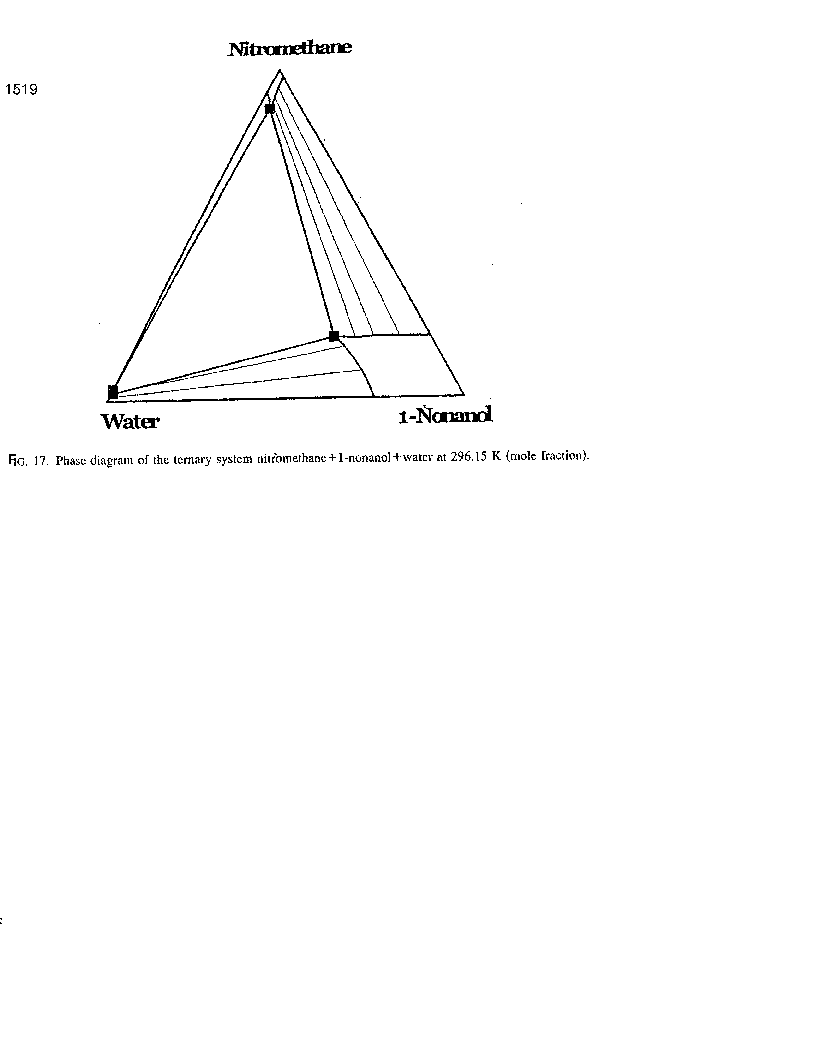 Nitromethane
1519
Water
1-Nonanol
FIG. 17. Phase diagram of the ternary system nitromethane+1-nonanol+water at 296.15 K (mole fraction).